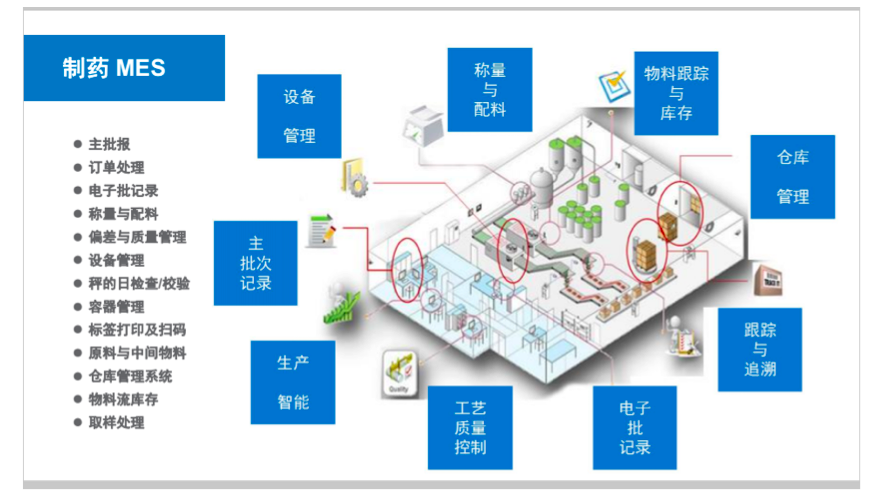 制药 MES
主批报
订单处理
电子批记录
称量与配料
偏差与质量管理
设备管理
秤的日检查/校验
容器管理
标签打印及扫码
原料与中间物料
仓库管理系统
物料流库存
取样处理
设备
管理
称量
与
配料
物料跟踪
与
库存
仓库
管理
主
批次
记录
生产
智能
Quality
工艺
质量
控制
电子
批
记录
跟踪
与
追溯
TRACK IT